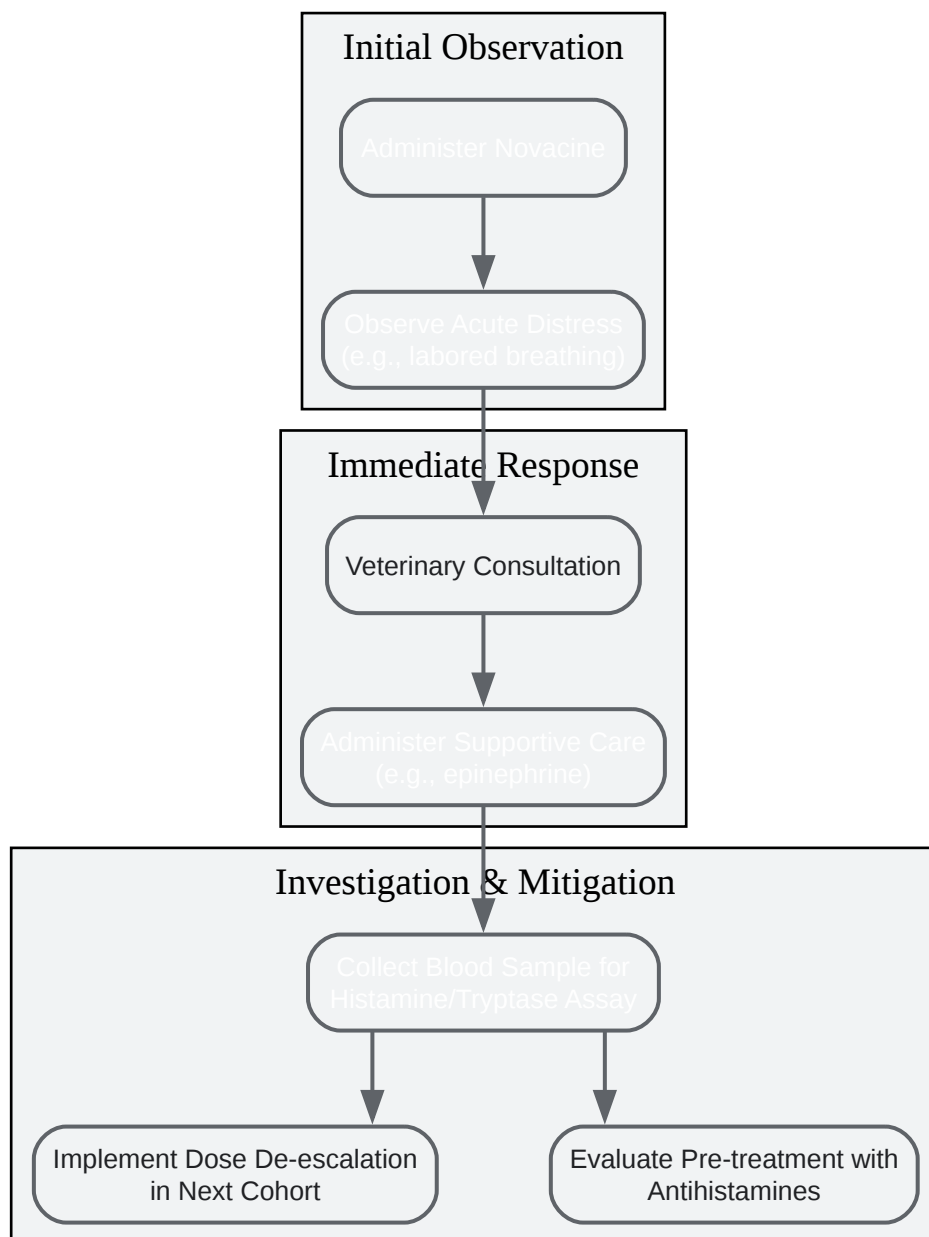 Initial Observation
Administer Novacine
Observe Acute Distress
(e.g., labored breathing)
Immediate Response
Veterinary Consultation
Administer Supportive Care
(e.g., epinephrine)
Investigation & Mitigation
Collect Blood Sample for
Histamine/Tryptase Assay
Implement Dose De-escalation
in Next Cohort
Evaluate Pre-treatment with
Antihistamines